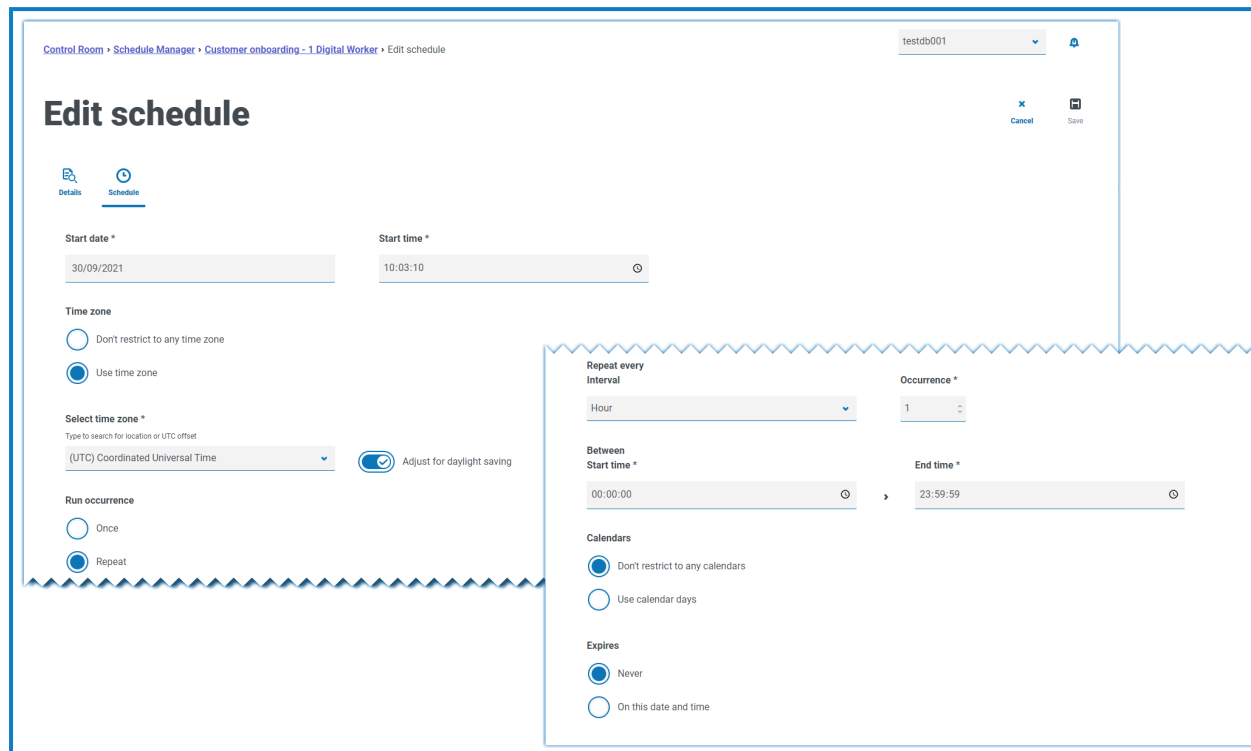 Control Room › Schedule Manager › Customer onboarding - 1 Digital Worker › Edit schedule
testdb001
Edit schedule
Cancel
Save
Details
Schedule
Start date *
Start time *
30/09/2021
10:03:10
Time zone
Don't restrict to any time zone
Use time zone
Select time zone *
Type to search for location or UTC offset
(UTC) Coordinated Universal Time
Adjust for daylight saving
Run occurrence
Once
Repeat
Repeat every
Interval
Occurrence *
Hour
1
Between
Start time *
End time *
00:00:00
23:59:59
Calendars
Don't restrict to any calendars
Use calendar days
Expires
Never
On this date and time